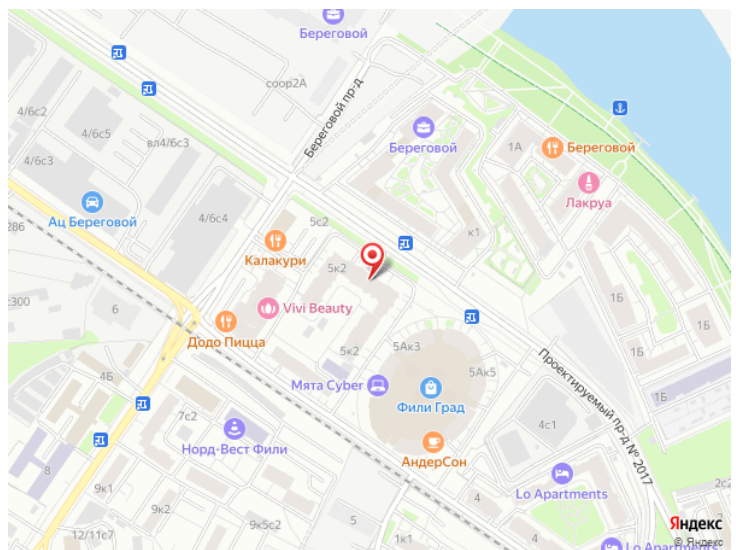 Береговой
соор2А
Береговой пр-д
4/6с2
вл4/6с3
4/6с5
4/6с3
Береговой
1А
Береговой
Лакруа
Ац Береговой
4/6с4
5с2
к1
286
Калакури
5к2
с300
6
Vivi Beauty
1Б
1Б
Додо Пицца
5к2
5Ак3
Проектируемый пр-д № 2017
4Б
Мята Cyber
5Ак5
1Б
Фили Град
7с2
4с1
Норд-Вест Фили
АндерСон
8
Lo Apartments
2с2
9к1
4
4
5
12/11с7
9к5с2
1к1
Яндекс
© Яндекс
Lo Apartments